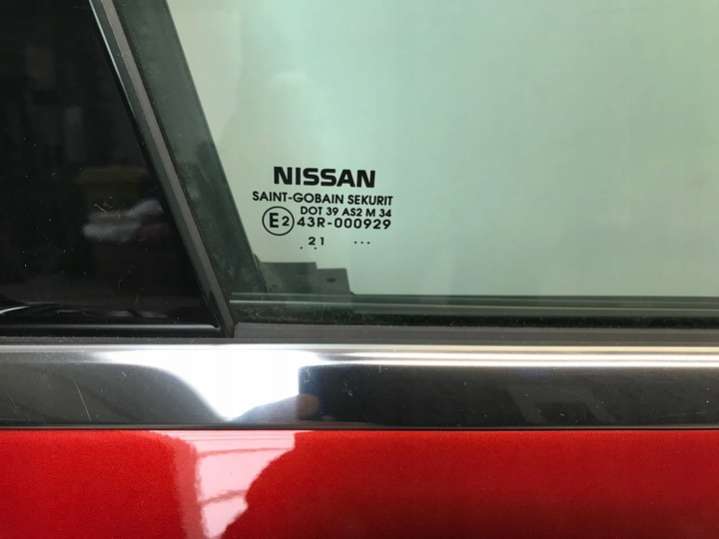 NISSAN
SAINT-GOBAIN SEKURIT
DOT 39 AS2 M 34
E2 43R-000929
. 21 ...